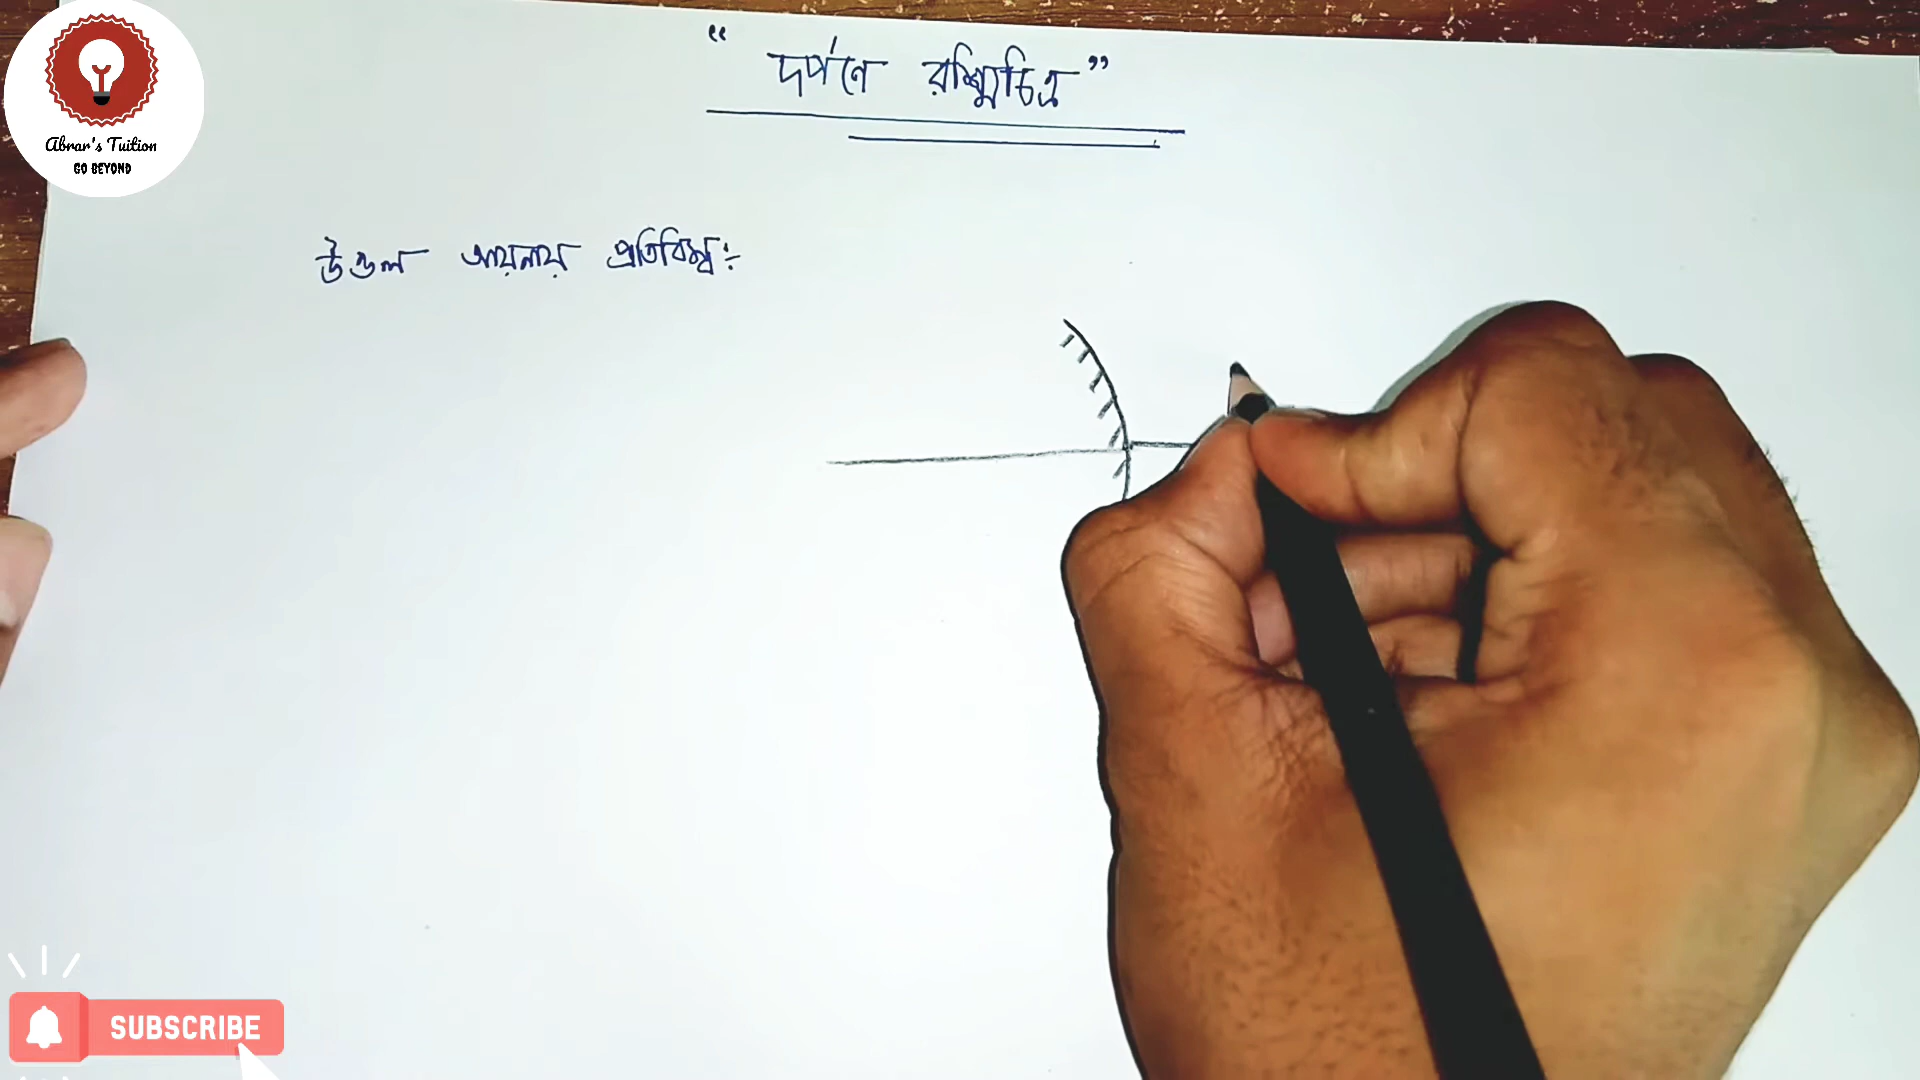 Abrar's Tuition
GO BEYOND
“ দর্পণে রশ্মিচিত্র ”
উত্তল আয়নায় প্রতিবিম্ব :-
SUBSCRIBE